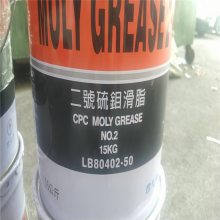 MOLY GREASE
二號硫鉬滑脂
CPC MOLY GREASE
NO.2
15KG
LB80402-50